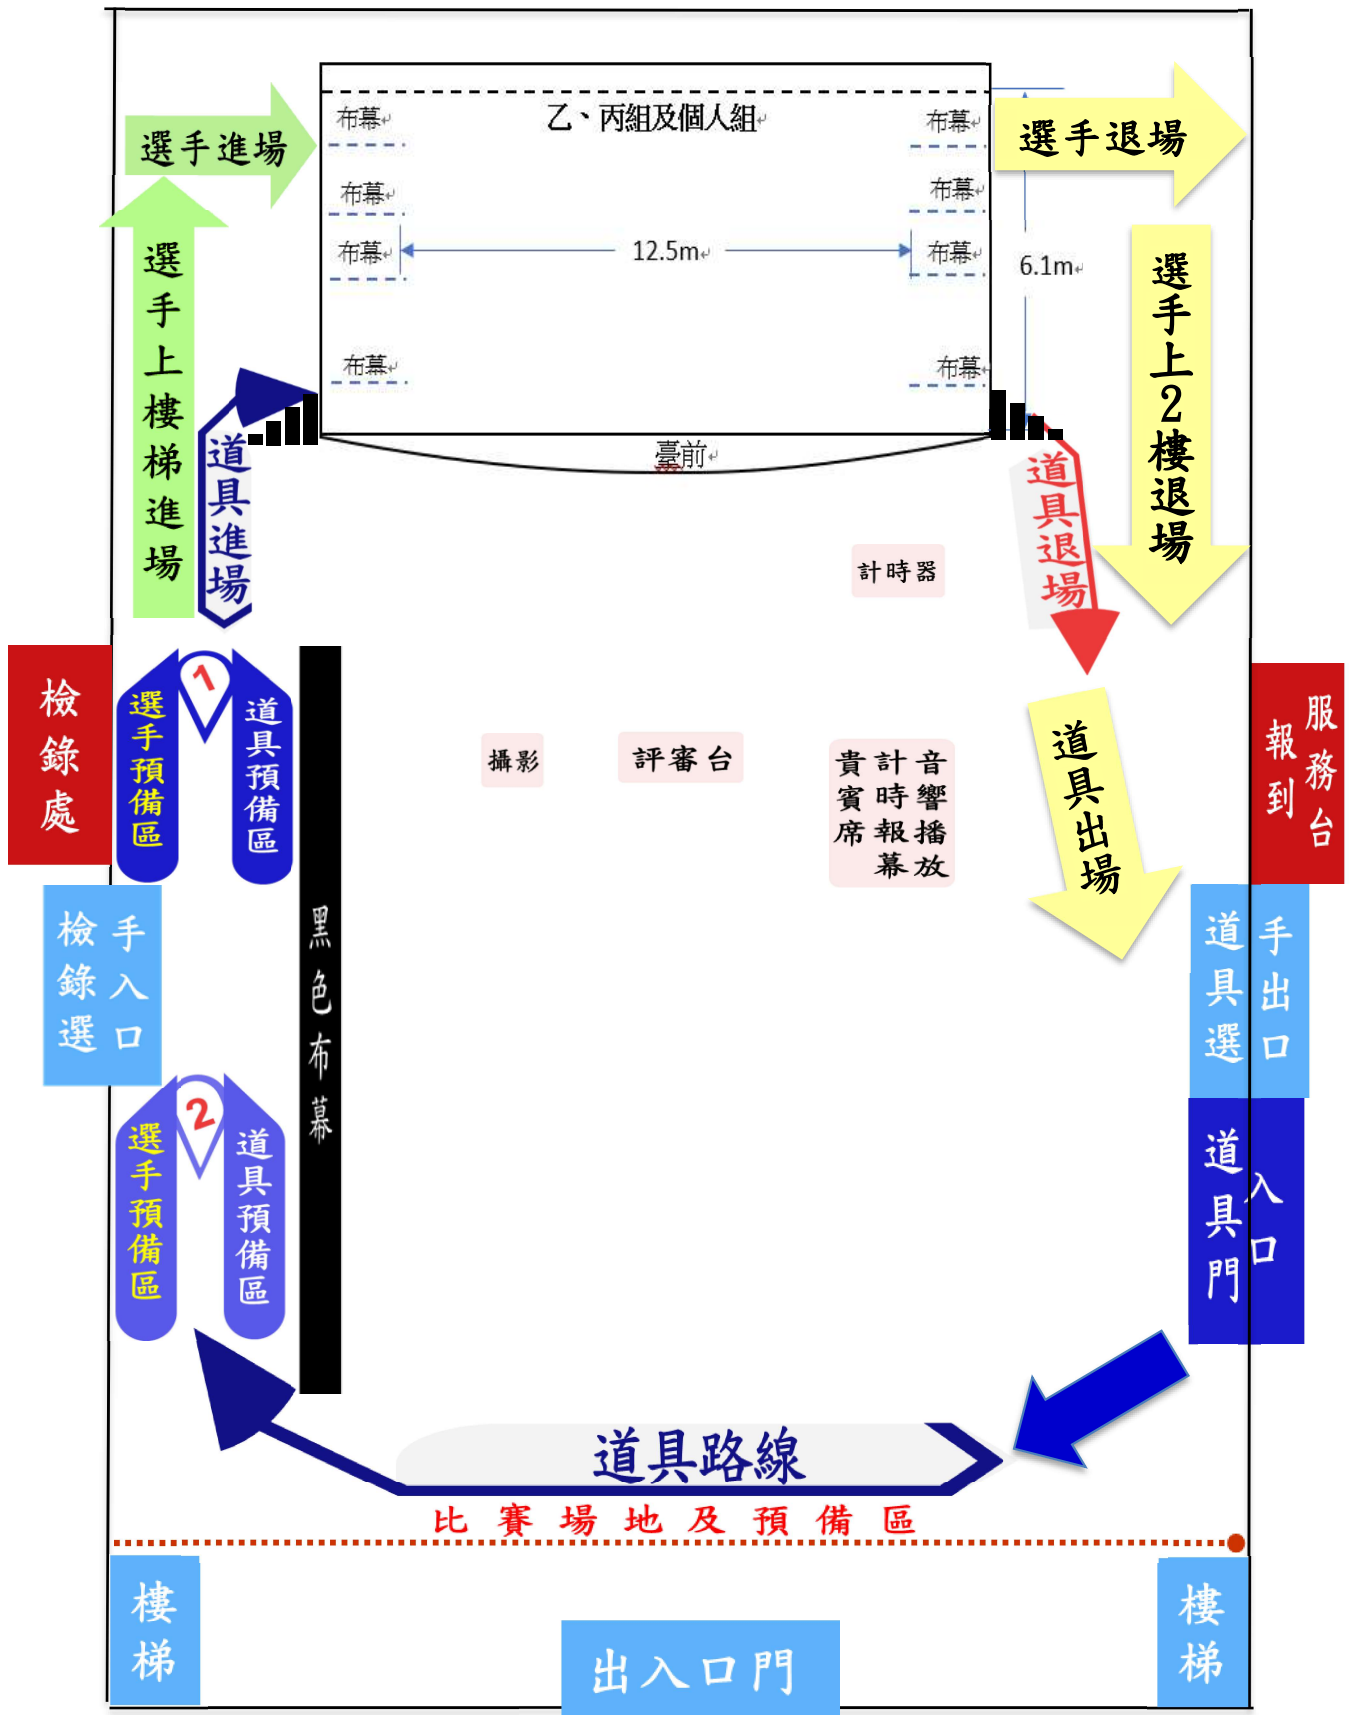 乙、丙組及個人組
布幕
布幕
布幕
布幕
布幕
布幕
布幕
布幕
12.5m
6.1m
臺前
選手進場
選手退場
選手上樓梯進場
道具進場
選手上2樓退場
道具退場
計時器
檢錄處
選手預備區
1
道具預備區
攝影
評審台
音響播放
計時報幕
貴賓席
道具出場
服務台
報到
檢錄選
手入口
黑色布幕
道具選
手出口
選手預備區
2
道具預備區
道具門
入口
道具路線
比賽場地及預備區
樓梯
出入口門
樓梯